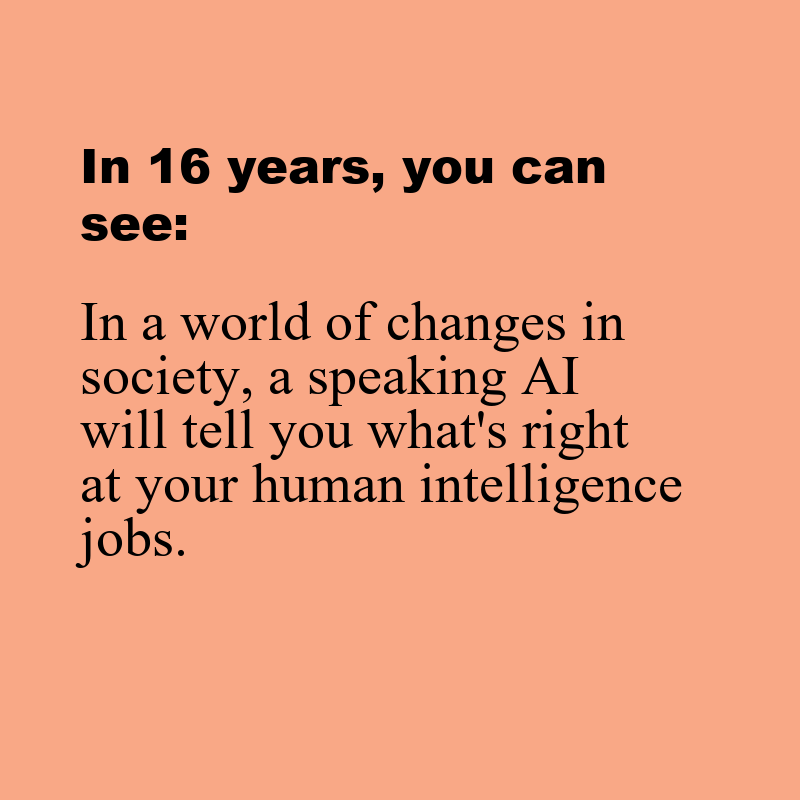 In 16 years, you can
see:
In a world of changes in
society, a speaking AI
will tell you what's right
at your human intelligence
jobs.